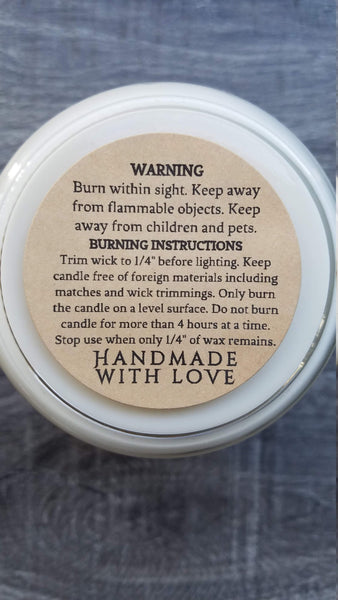 WARNING
Burn within sight. Keep away
from flammable objects. Keep
away from children and pets.
BURNING INSTRUCTIONS
Trim wick to 1/4" before lighting. Keep
candle free of foreign materials including
matches and wick trimmings. Only burn
the candle on a level surface. Do not burn
candle for more than 4 hours at a time.
Stop use when only 1/4" of wax remains.
HANDMADE
WITH LOVE